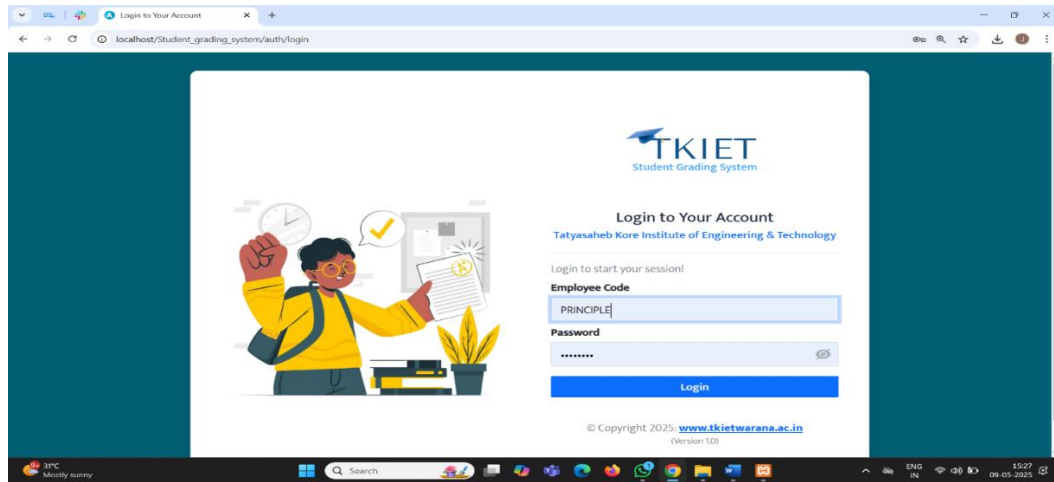 Login to Your Account
localhost/Student_grading_system/auth/login
J
TKIET
Student Grading System
Login to Your Account
Tatyasaheb Kore Institute of Engineering & Technology
Login to start your session!
Employee Code
PRINCIPLE
Password
Login
© Copyright 2025: www.tkietwarana.ac.in
(Version 1.0)
31°C
Mostly sunny
Search
ENG
IN
15:27
09-05-2025